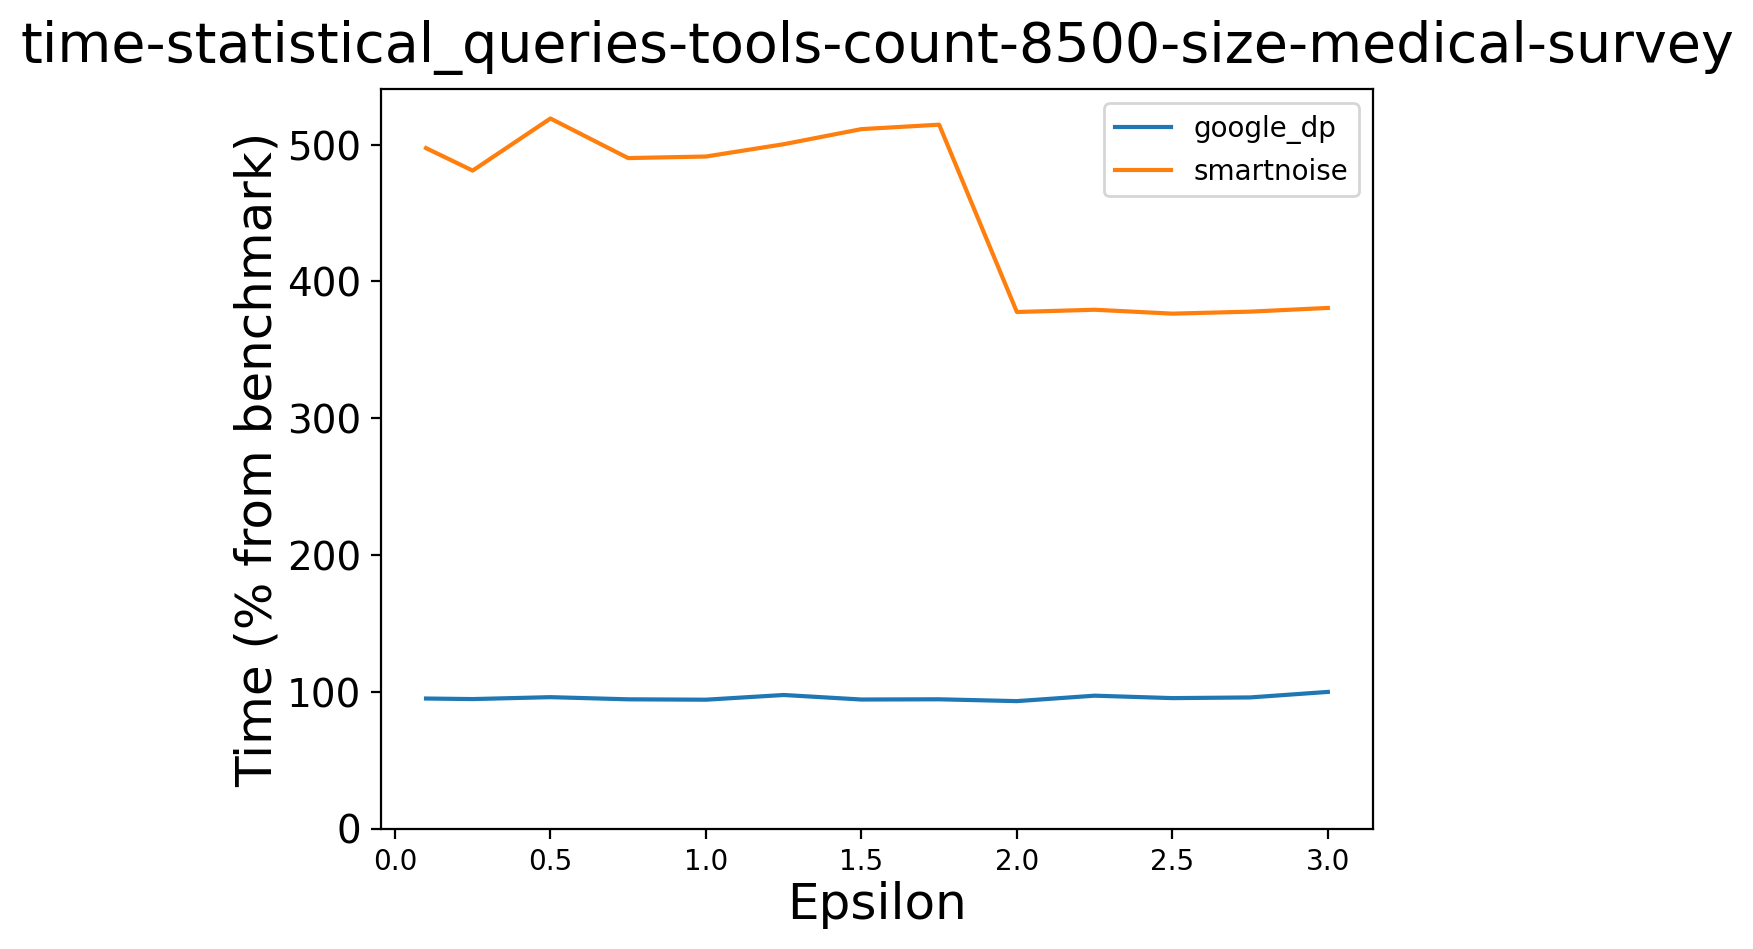 time-statistical_queries-tools-count-8500-size-medical-survey
google_dp
smartnoise
Time (% from benchmark)
500
400
300
200
100
0
0.0 0.5 1.0 1.5 2.0 2.5 3.0
Epsilon